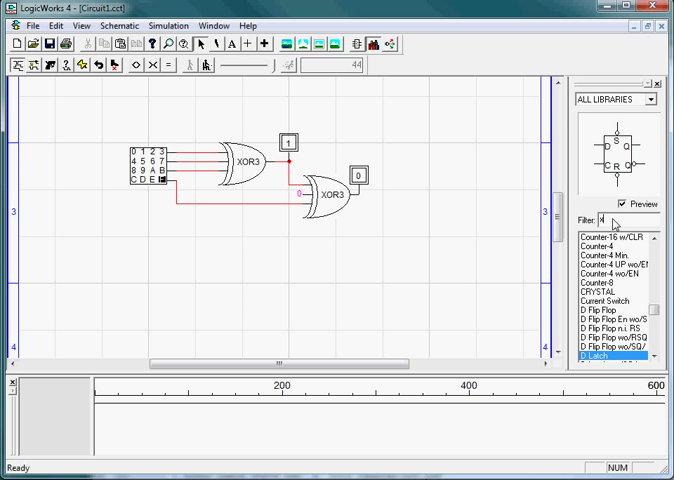 LogicWorks 4 - [Circuit1.cct]
File Edit View Schematic Simulation Window Help
44
ALL LIBRARIES
S
D Q
C R Q
Preview
Filter: x
Counter-16 w/CLR
Counter-4
Counter-4 Min.
Counter-4 UP wo/EN
Counter-4 wo/EN
Counter-8
CRYSTAL
Current Switch
D Flip Flop
D Flip Flop En wo/S
D Flip Flop n.i. RS
D Flip Flop wo/RSQ
D Flip Flop wo/SQ/
D Latch
0 1 2 3
4 5 6 7
8 9 A B
C D E
XOR3
1
0
XOR3
0
3
3
4
4
200 400 600
Ready
NUM